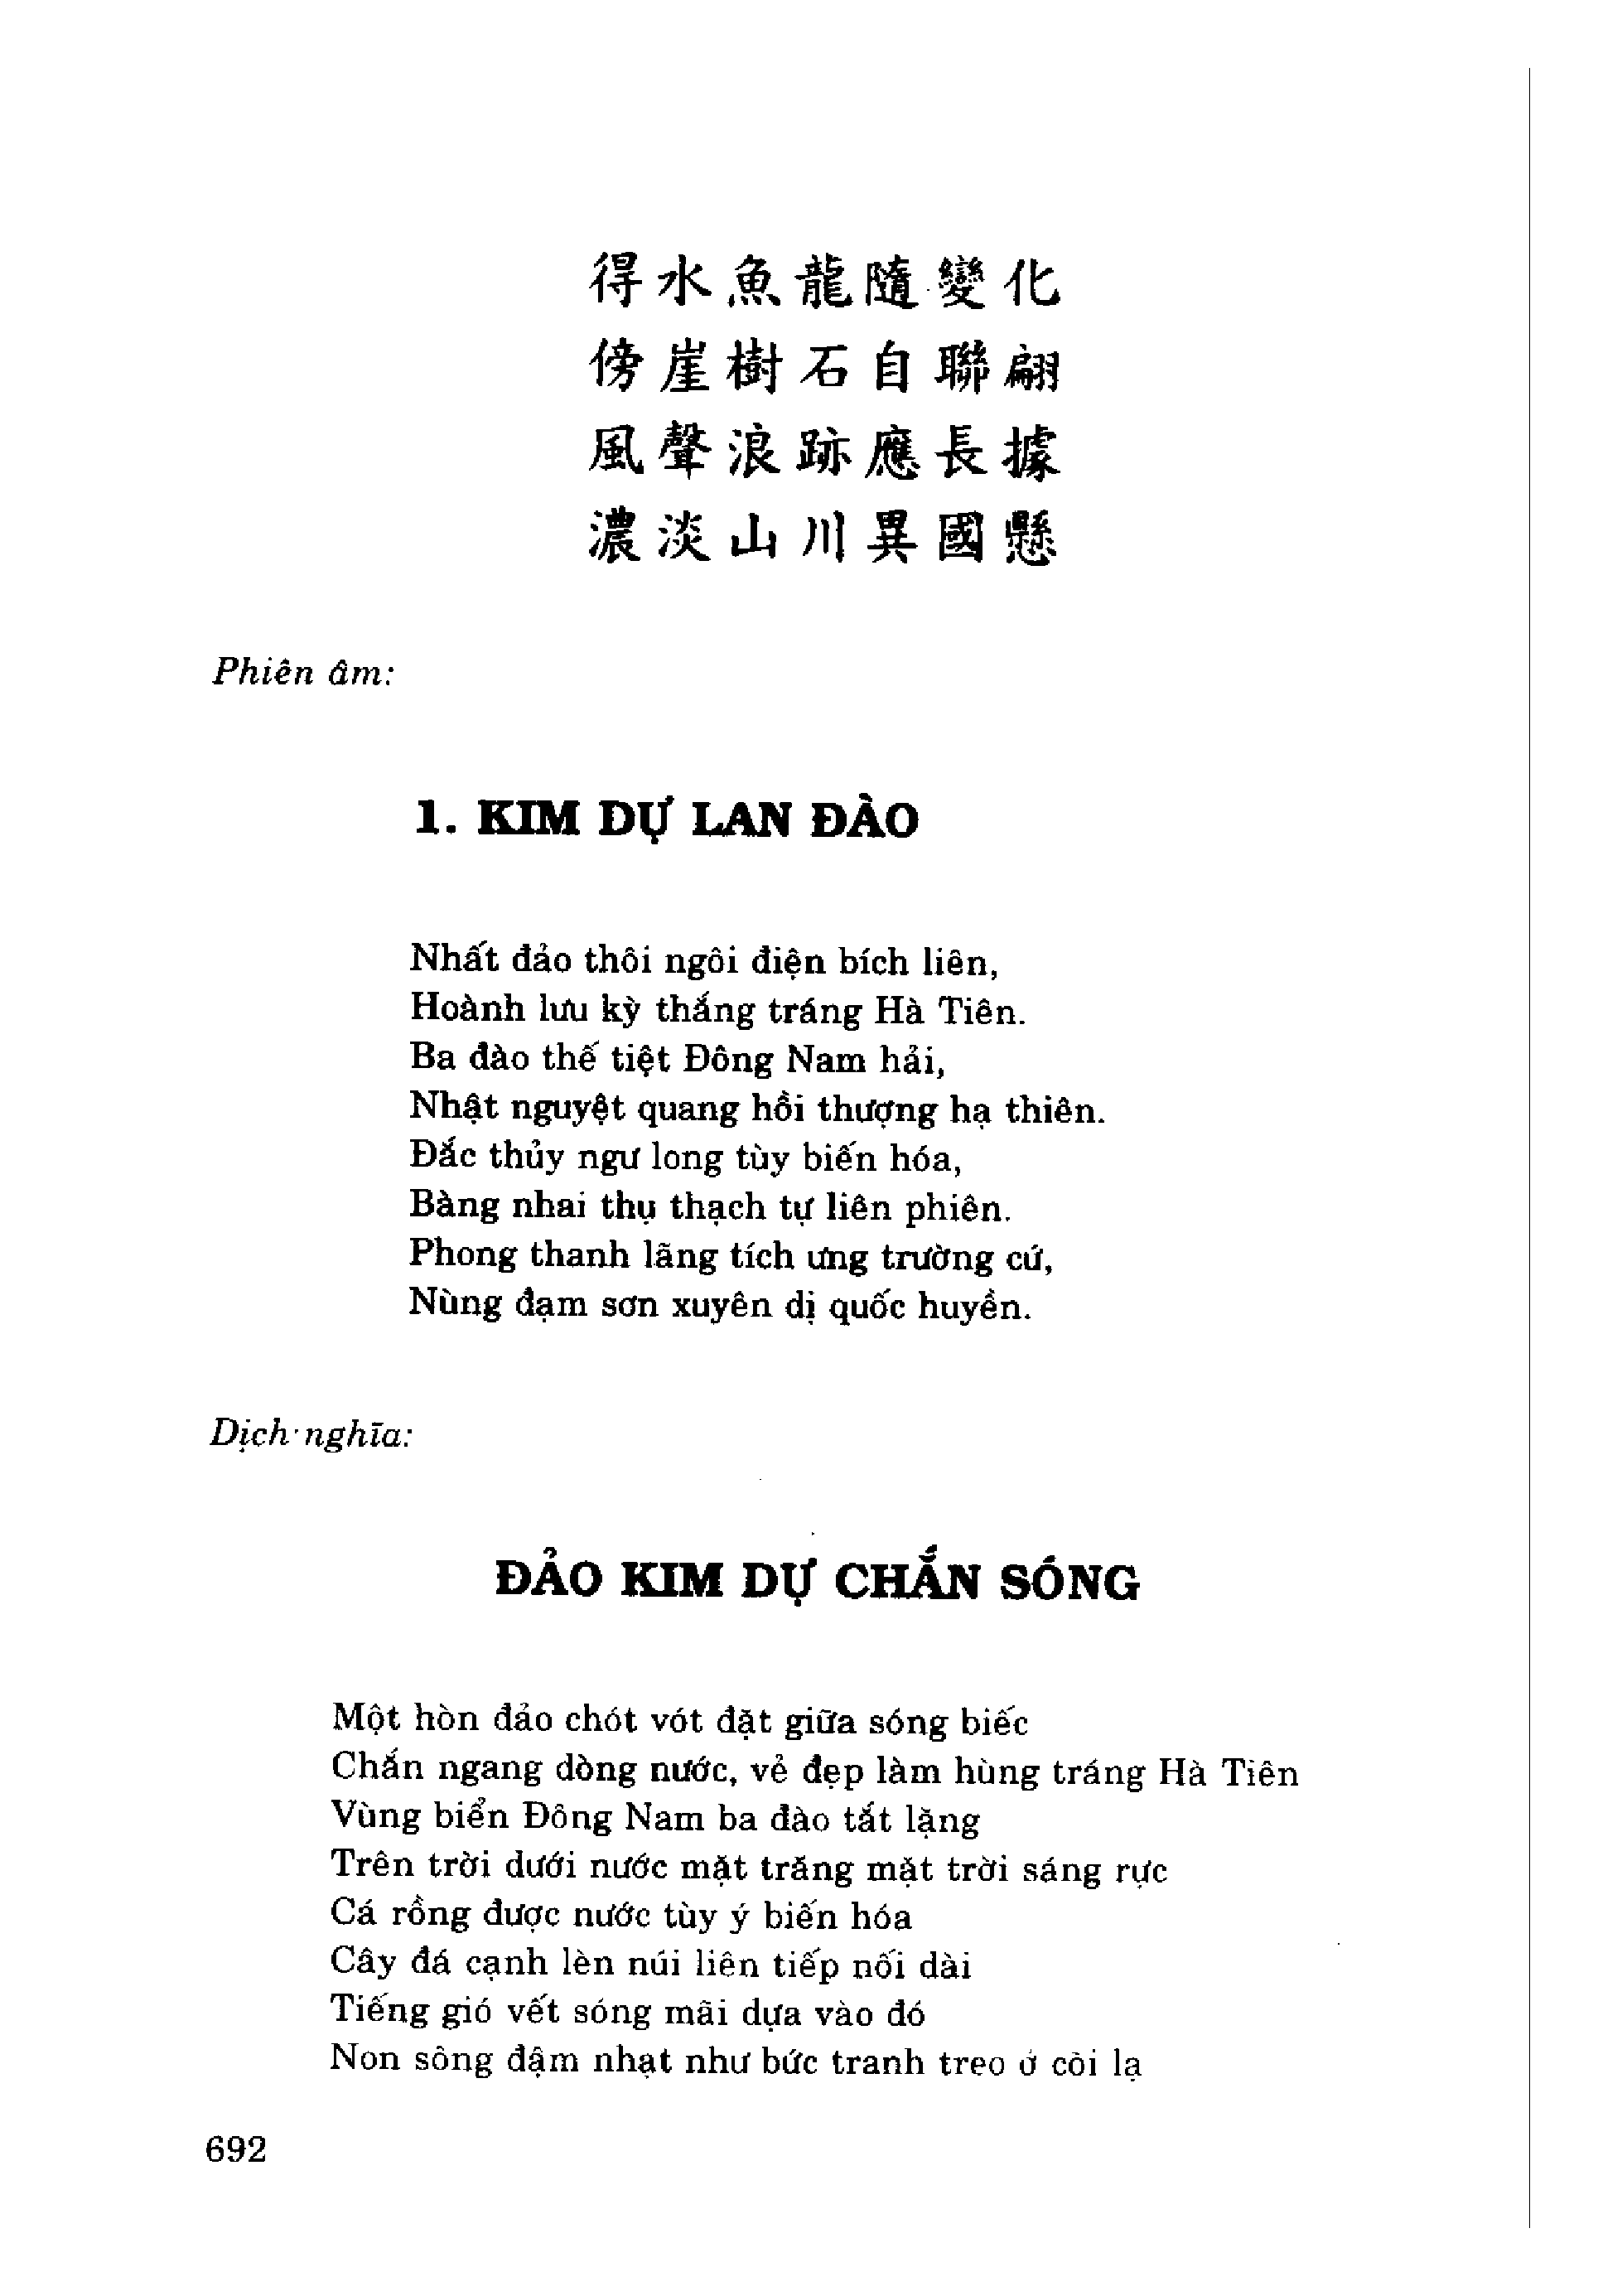 得水魚龍隨變化
傍崖樹石自聯翩
風聲浪跡應長據
濃淡山川異國懸
Phiên âm:
1. KIM DỰ LAN ĐÀO
Nhất đảo thôi ngôi điện bích liên,
Hoành lưu kỳ thắng tráng Hà Tiên.
Ba đào thế tiệt Đông Nam hải,
Nhật nguyệt quang hồi thượng hạ thiên.
Đắc thủy ngư long tùy biến hóa,
Bàng nhai thụ thạch tự liên phiên.
Phong thanh lãng tích ưng trường cứ,
Nùng đạm sơn xuyên dị quốc huyền.
Dịch nghĩa:
ĐẢO KIM DỰ CHẮN SÓNG
Một hòn đảo chót vót đặt giữa sóng biếc
Chắn ngang dòng nước, vẻ đẹp làm hùng tráng Hà Tiên
Vùng biển Đông Nam ba đào tắt lặng
Trên trời dưới nước mặt trăng mặt trời sáng rực
Cá rồng được nước tùy ý biến hóa
Cây đá cạnh lèn núi liên tiếp nối dài
Tiếng gió vết sóng mãi dựa vào đó
Non sông đậm nhạt như bức tranh treo ở cõi lạ
692